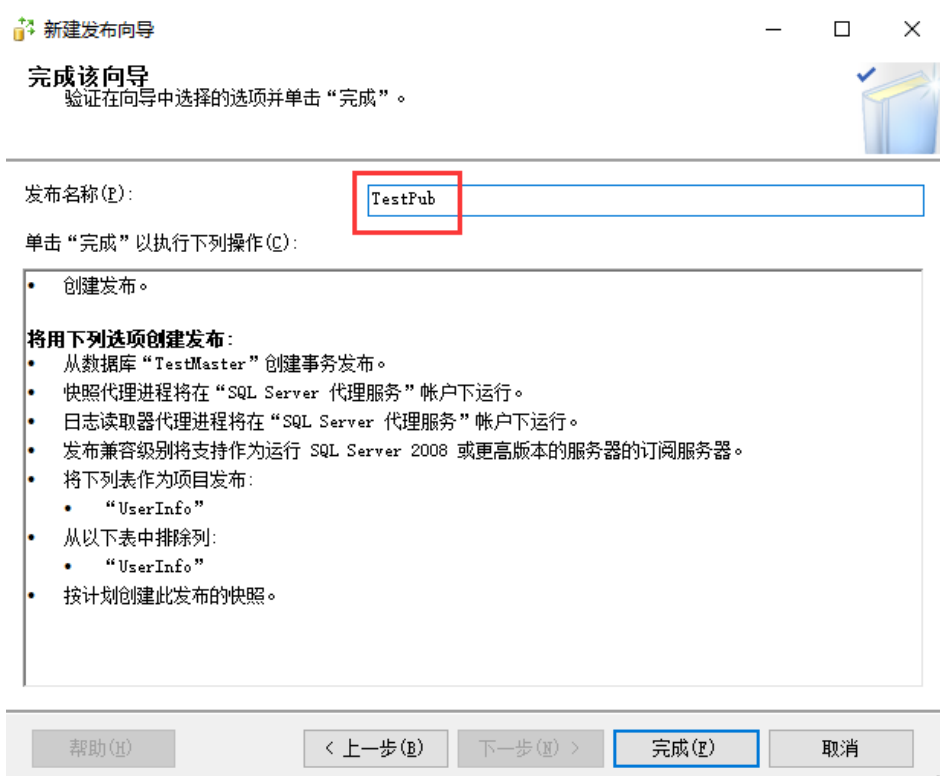 新建发布向导
完成该向导
验证在向导中选择的选项并单击“完成”。
发布名称(P):
TestPub
单击“完成”以执行下列操作(C):
• 创建发布。
将用下列选项创建发布:
• 从数据库“TestMaster”创建事务发布。
• 快照代理进程将在“SQL Server 代理服务”帐户下运行。
• 日志读取器代理进程将在“SQL Server 代理服务”帐户下运行。
• 发布兼容级别将支持作为运行 SQL Server 2008 或更高版本的服务器的订阅服务器。
• 将下列表作为项目发布:
• “UserInfo”
• 从以下表中排除列:
• “UserInfo”
• 按计划创建此发布的快照。
帮助(H)
< 上一步(B)
下一步(N) >
完成(F)
取消